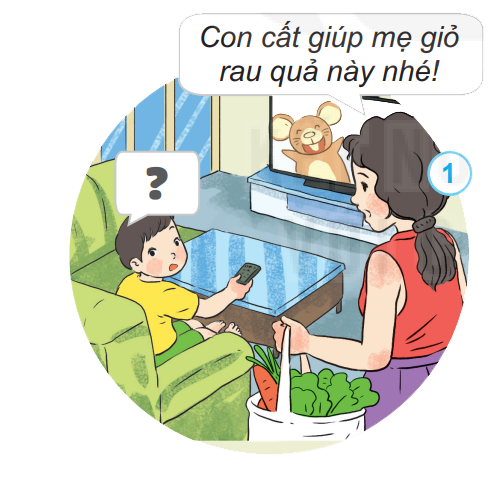 Con cất giúp mẹ giỏ
rau quả này nhé!
1
?